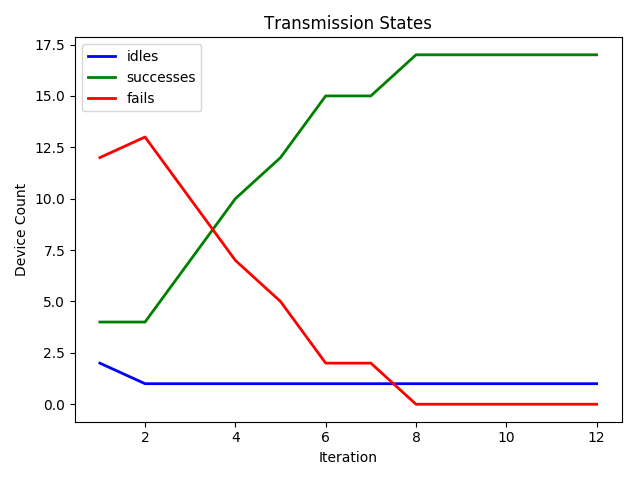 Transmission States
17.5
15.0
12.5
10.0
7.5
5.0
2.5
0.0
Device Count
idles
successes
fails
2
4
6
8
10
12
Iteration